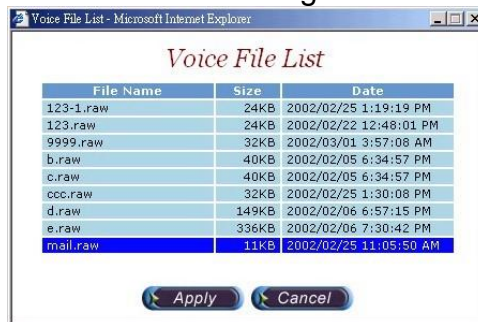 Voice File List - Microsoft Internet Explorer
Voice File List
File Name Size Date
123-1.raw 24KB 2002/02/25 1:19:19 PM
123.raw 24KB 2002/02/22 12:48:01 PM
9999.raw 32KB 2002/03/01 3:57:08 AM
b.raw 40KB 2002/02/05 6:34:57 PM
c.raw 40KB 2002/02/05 6:34:57 PM
ccc.raw 32KB 2002/02/25 1:30:08 PM
d.raw 149KB 2002/02/06 6:57:15 PM
e.raw 336KB 2002/02/06 7:30:42 PM
mail.raw 11KB 2002/02/25 11:05:50 AM
Apply Cancel